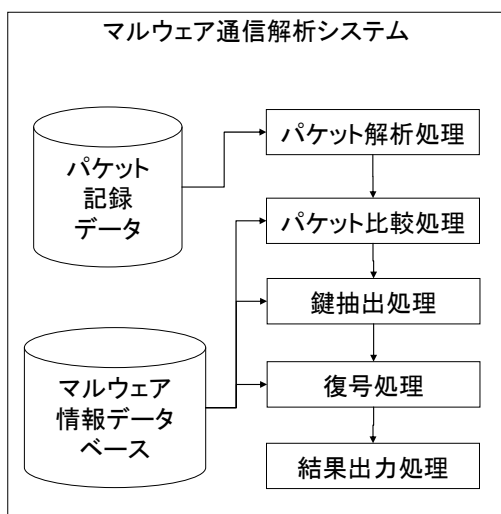 マルウェア通信解析システム
パケット
記録
データ
パケット解析処理
パケット比較処理
鍵抽出処理
マルウェア
情報データ
ベース
復号処理
結果出力処理